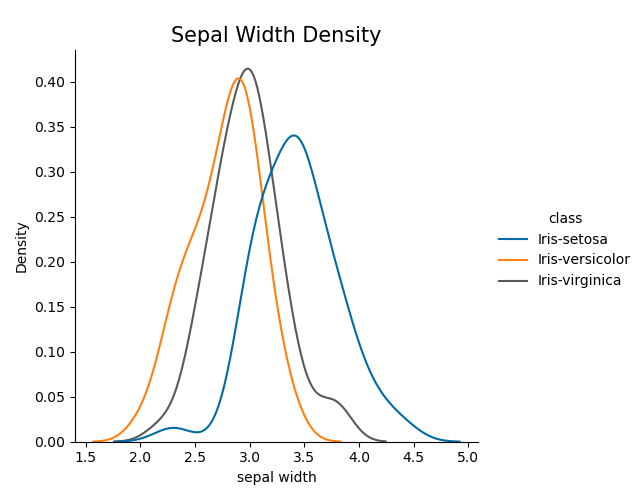 Sepal Width Density
0.40
0.35
0.30
0.25
0.20
0.15
0.10
0.05
0.00
Density
1.5 2.0 2.5 3.0 3.5 4.0 4.5 5.0
sepal width
class
Iris-setosa
Iris-versicolor
Iris-virginica